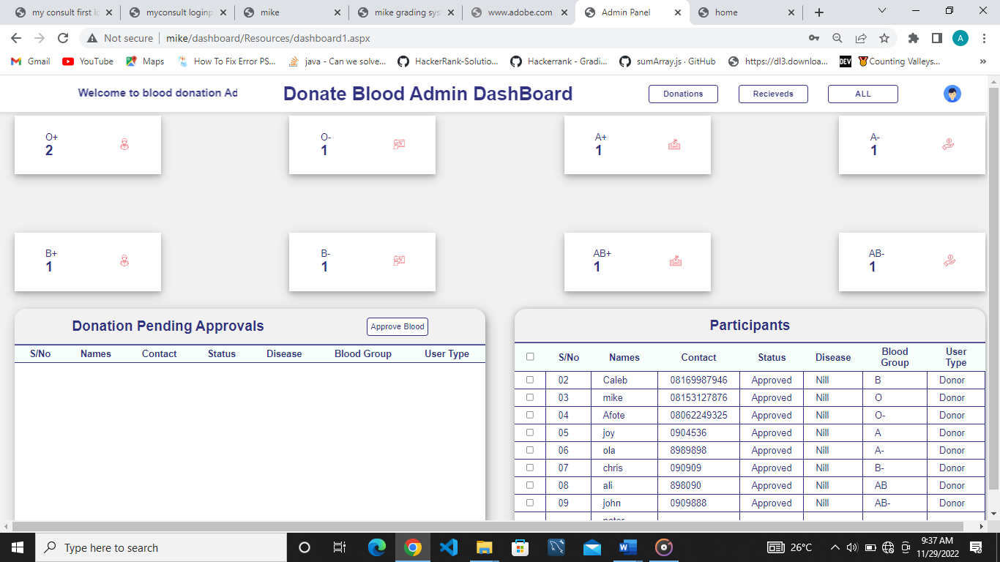 my consult first lo
myconsult loginp
mike
mike grading sys
www.adobe.com
Admin Panel
home
Not secure mike/dashboard/Resources/dashboard1.aspx
A
Gmail YouTube Maps How To Fix Error PS... java - Can we solve... HackerRank-Solutio... Hackerrank - Gradi... sumArray.js · GitHub https://dl3.downloa... DEV Counting Valleys... »
Welcome to blood donation Ad
Donate Blood Admin DashBoard
Donations Recieveds ALL
O+ O- A+ A-
2 1 1 1
B+ B- AB+ AB-
1 1 1 1
Donation Pending Approvals Approve Blood
S/No Names Contact Status Disease Blood Group User Type
Participants
S/No Names Contact Status Disease Blood Group User Type
02 Caleb 08169987946 Approved Nill B Donor
03 mike 08153127876 Approved Nill O Donor
04 Afote 08062249325 Approved Nill O- Donor
05 joy 0904536 Approved Nill A Donor
06 ola 8989898 Approved Nill A- Donor
07 chris 090909 Approved Nill B- Donor
08 ali 898090 Approved Nill AB Donor
09 john 0909888 Approved Nill AB- Donor
Type here to search
26°C
9:37 AM
11/29/2022